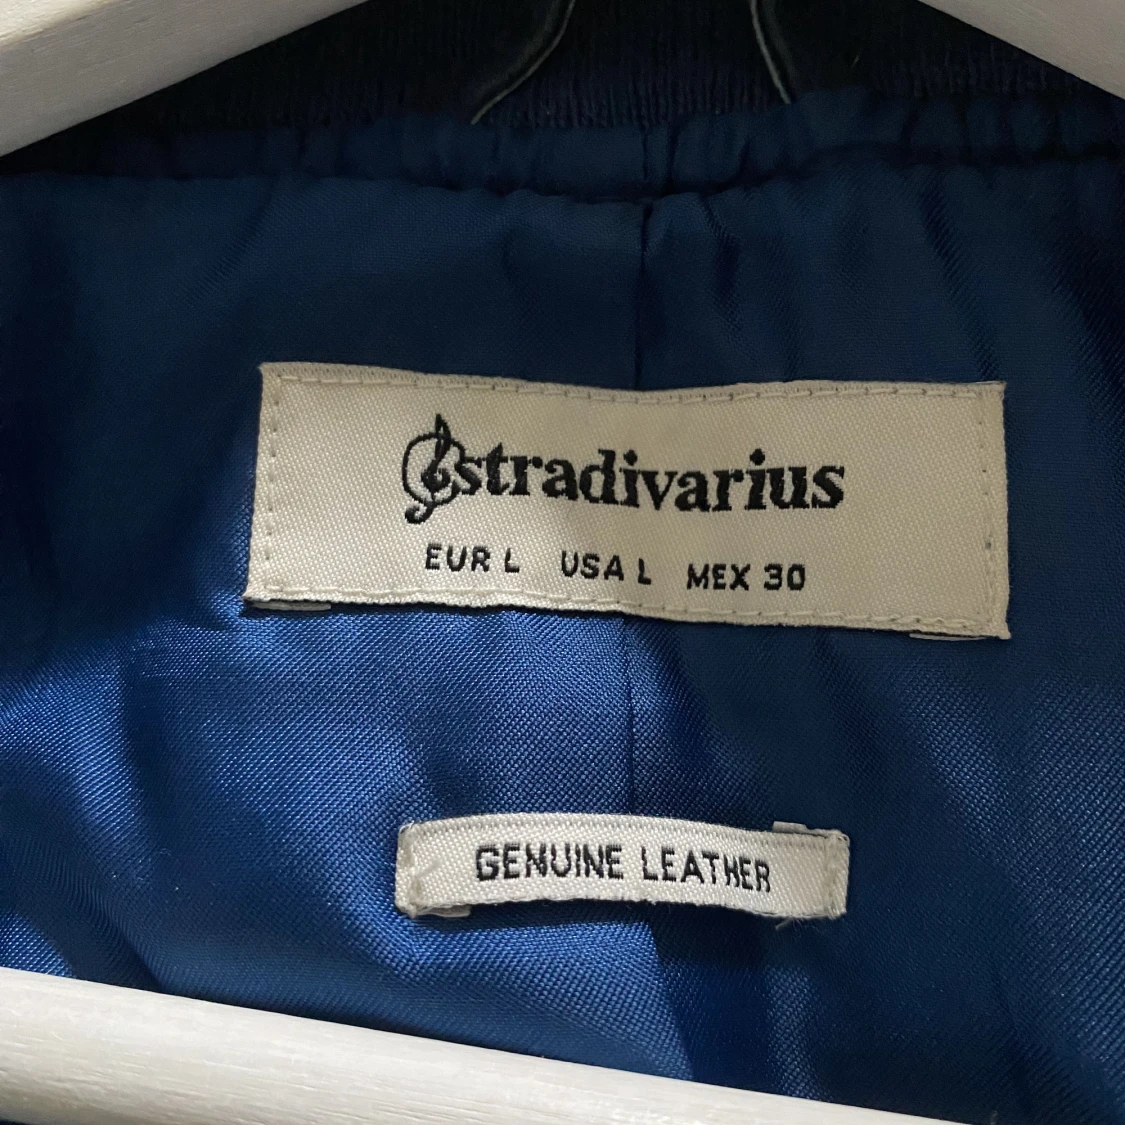 stradivarius
EUR L USA L MEX 30
GENUINE LEATHER